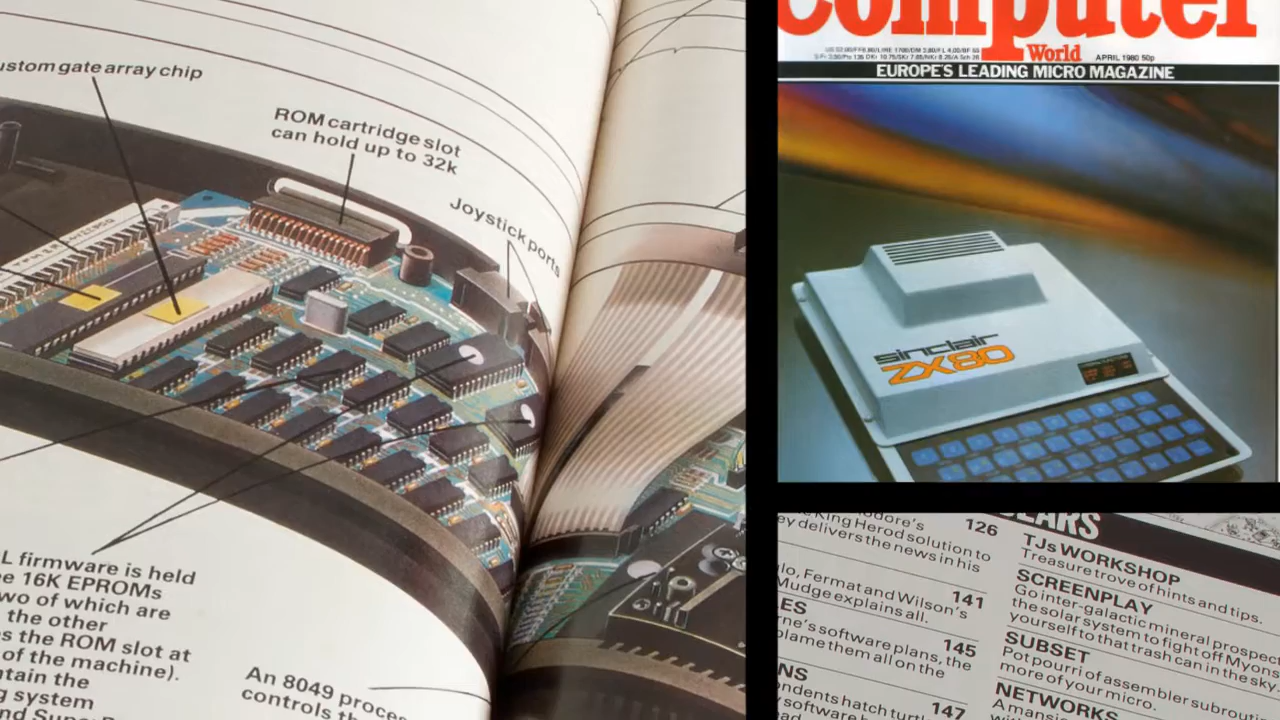 ustom gate array chip
ROM cartridge slot
can hold up to 32k
Joystick ports
L firmware is held
e 16K EPROMs
wo of which are
the other
s the ROM slot at
of the machine).
ntain the
g system
An 8049 proces
controls th
Computer
World
APRIL 1980 50p
EUROPE'S LEADING MICRO MAGAZINE
sinclair
ZX80
odore's 126
King Herod solution to
ey delivers the news in his
lo, Fermat and Wilson's 141
Mudge explains all.
LES 145
rne's software plans, the
blame them all on the
NS 147
ondents hatch turtl
software b
TJs WORKSHOP
Treasure trove of hints and tips.
SCREENPLAY
Go inter-galactic mineral prospect
the solar system to fight off Myons
yourself to that trash can in the sky
SUBSET
Pot pourri of assembler subroutin
more of your micro.
NETWORKS
A mansi